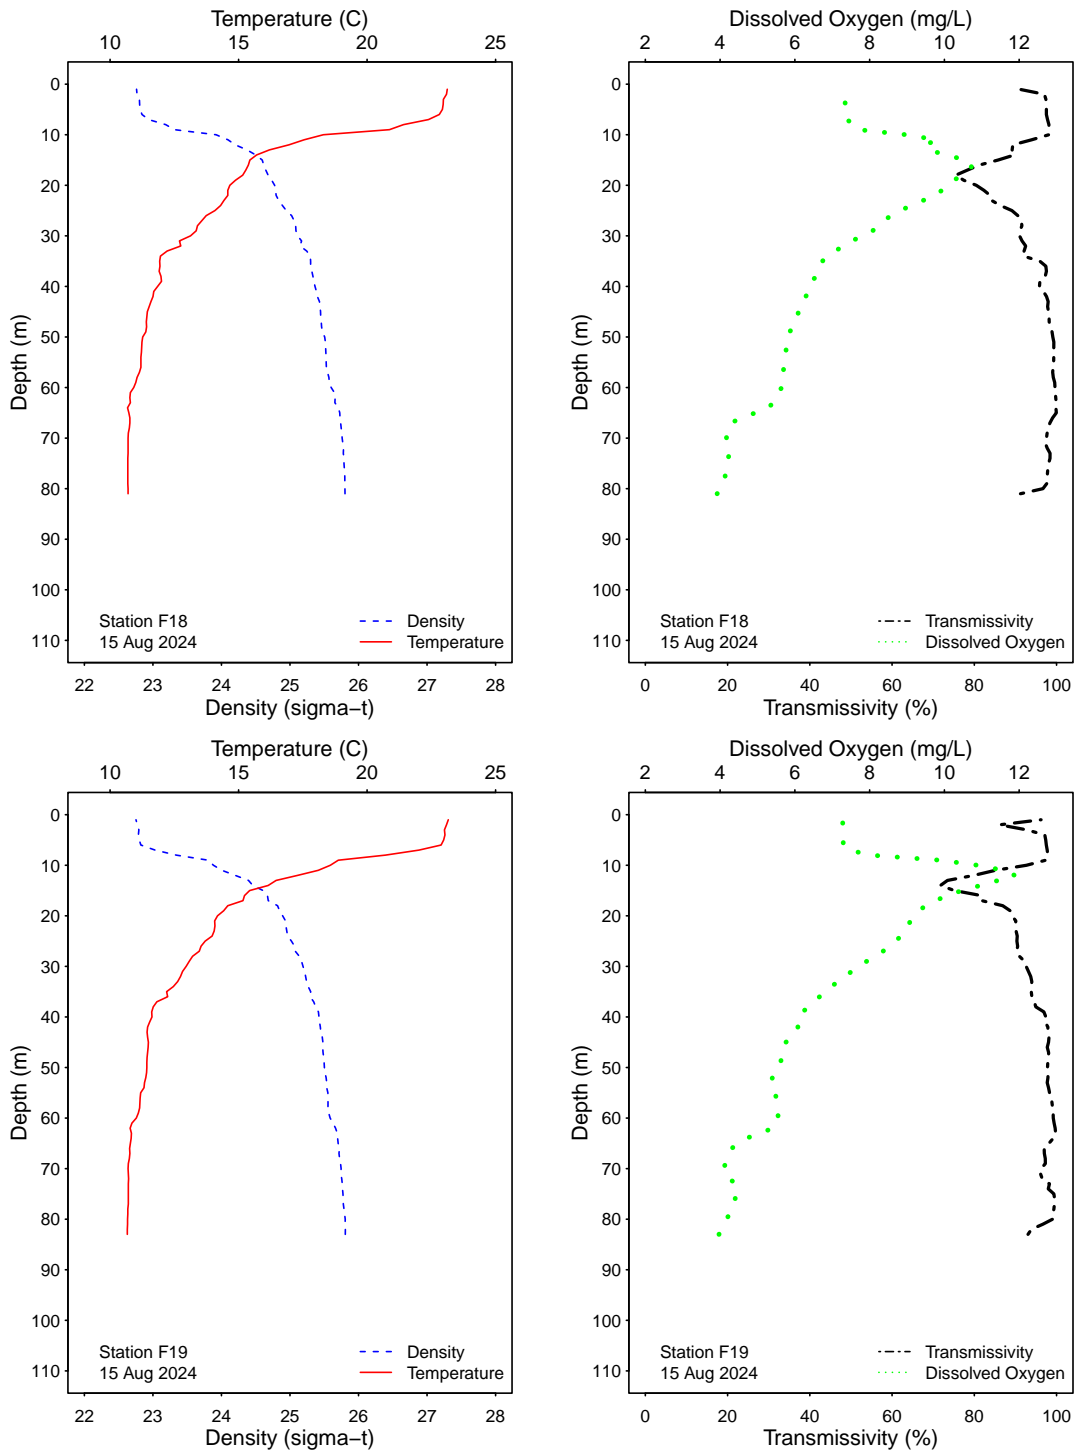 Temperature (C)
10 15 20 25
0
10
20
30
40
50
60
70
80
90
100
110
Depth (m)
Station F18
15 Aug 2024
Density
Temperature
22 23 24 25 26 27 28
Density (sigma−t)
Dissolved Oxygen (mg/L)
2 4 6 8 10 12
0
10
20
30
40
50
60
70
80
90
100
110
Depth (m)
Station F18
15 Aug 2024
Transmissivity
Dissolved Oxygen
0 20 40 60 80 100
Transmissivity (%)
Temperature (C)
10 15 20 25
0
10
20
30
40
50
60
70
80
90
100
110
Depth (m)
Station F19
15 Aug 2024
Density
Temperature
22 23 24 25 26 27 28
Density (sigma−t)
Dissolved Oxygen (mg/L)
2 4 6 8 10 12
0
10
20
30
40
50
60
70
80
90
100
110
Depth (m)
Station F19
15 Aug 2024
Transmissivity
Dissolved Oxygen
0 20 40 60 80 100
Transmissivity (%)